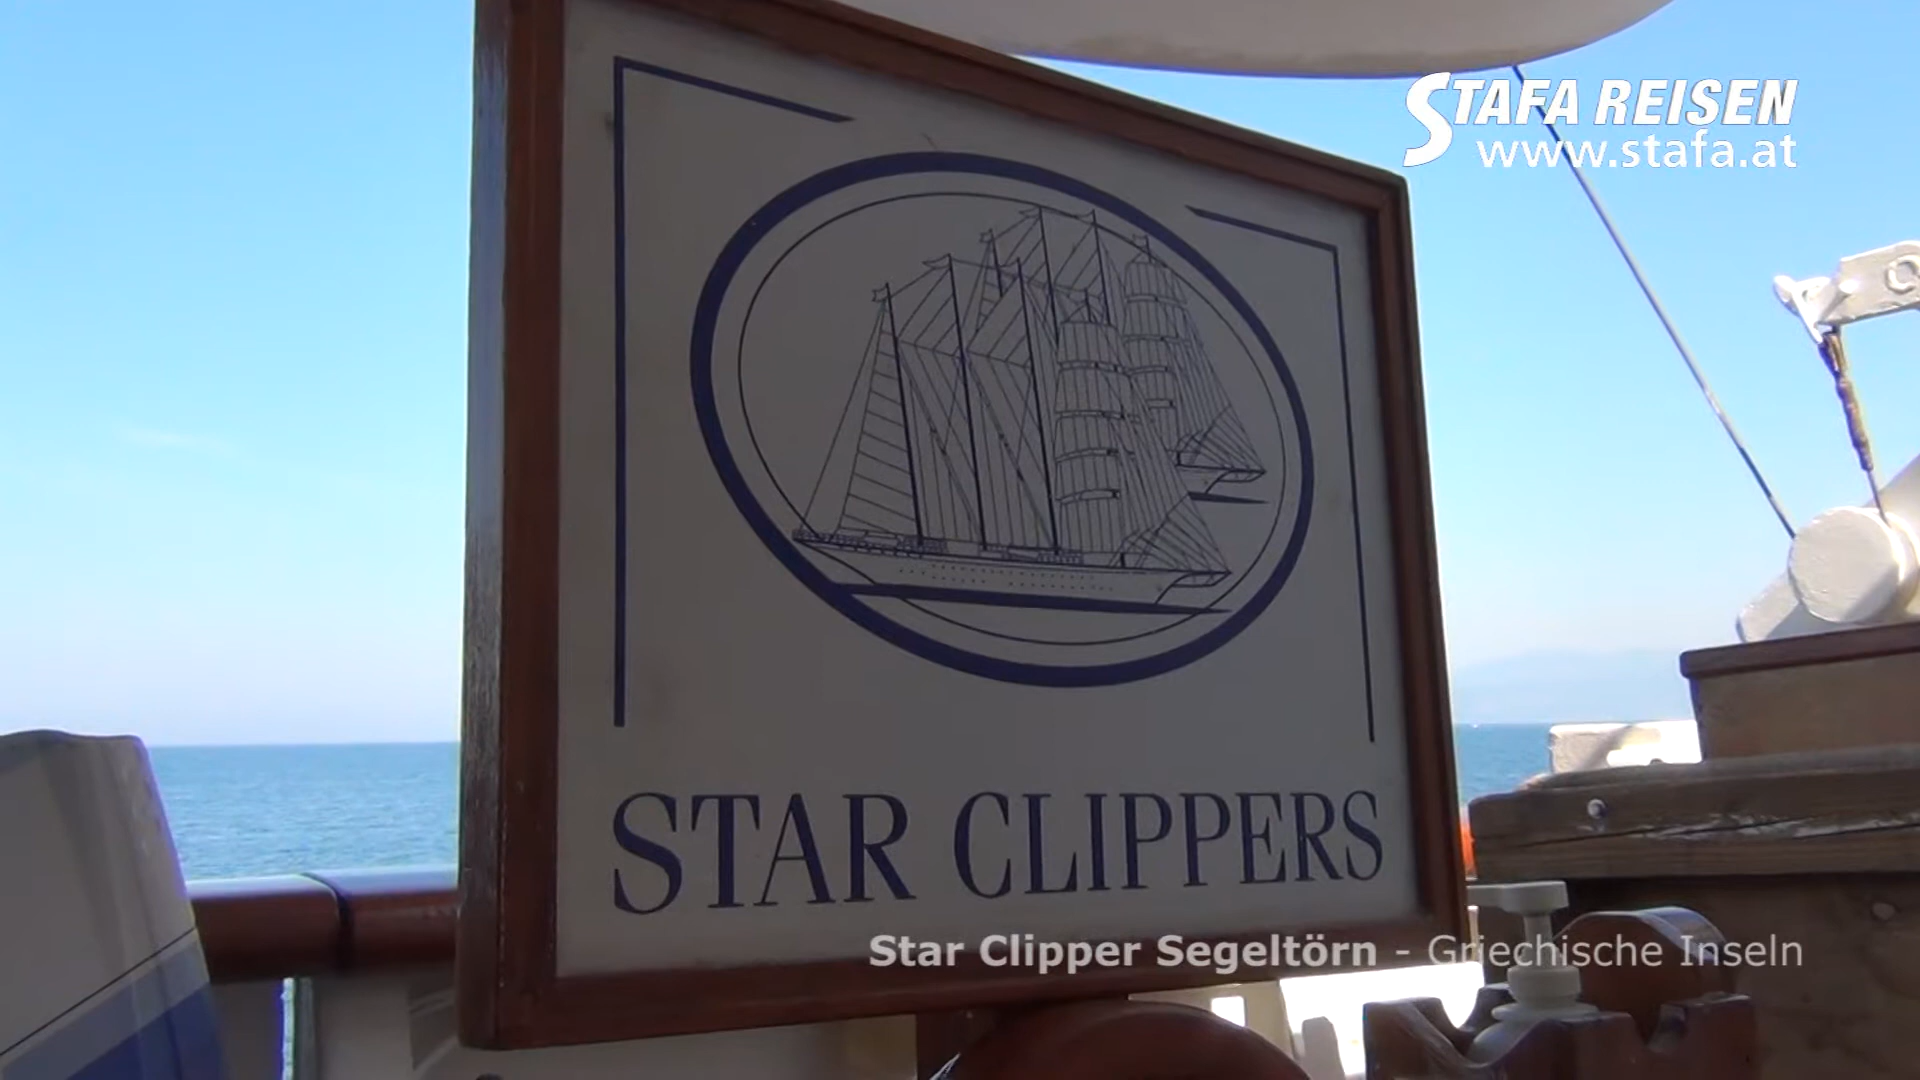 STAFA REISEN
www.stafa.at
STAR CLIPPERS
Star Clipper Segeltörn - Griechische Inseln